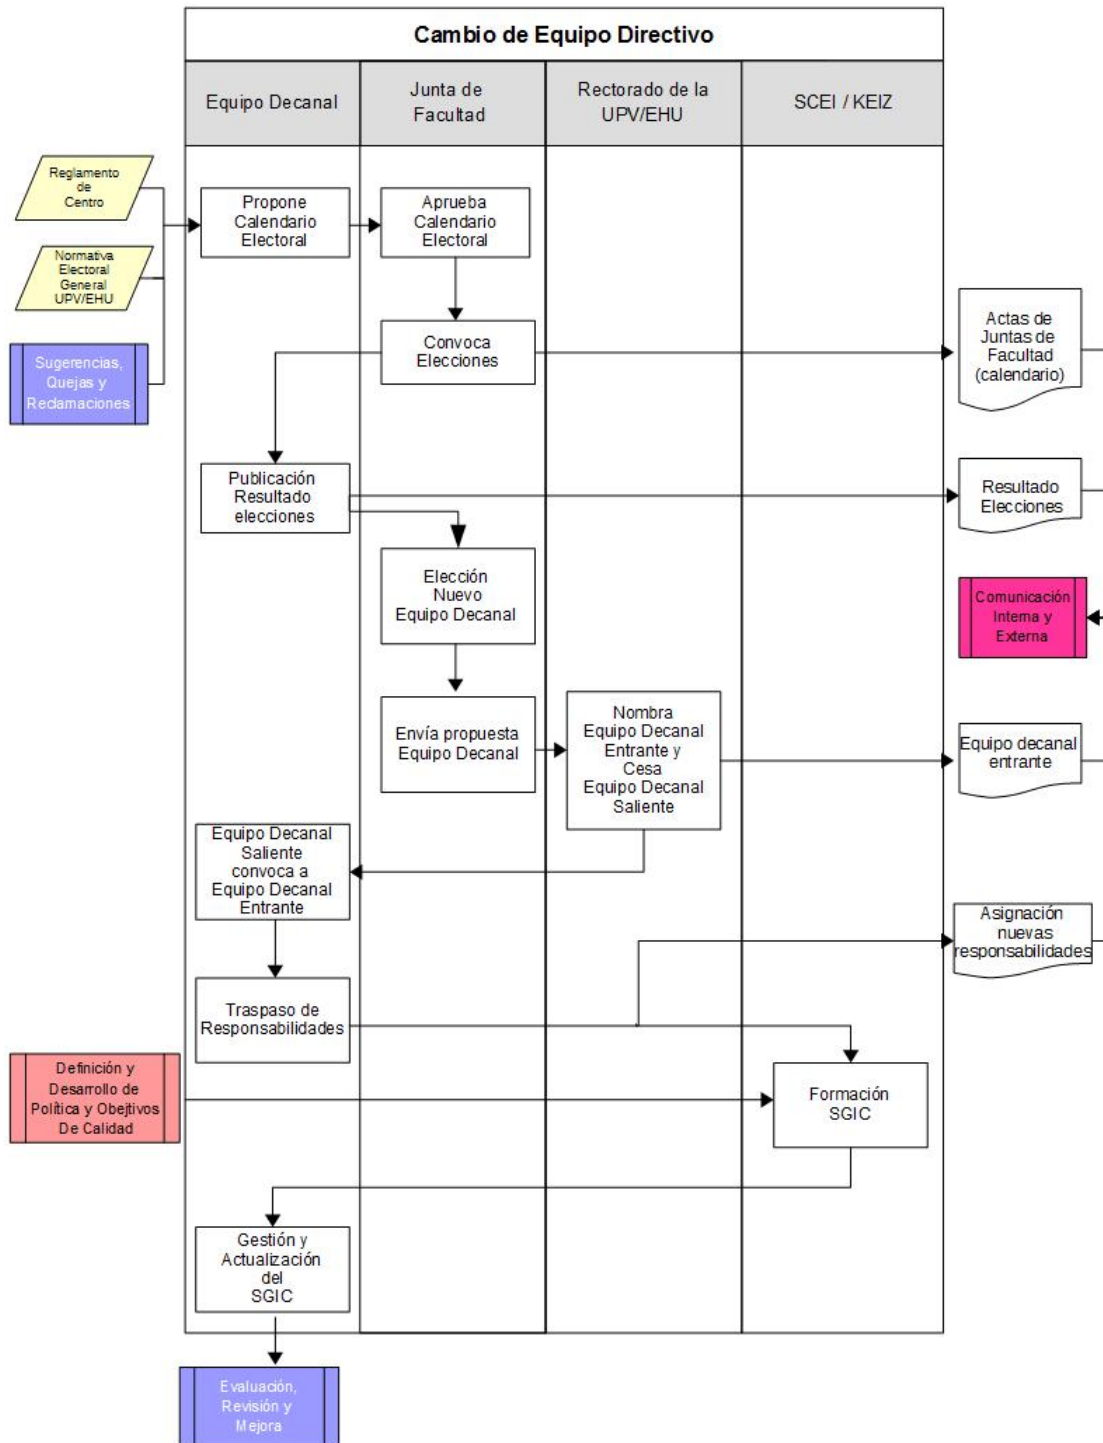 Cambio de Equipo Directivo
Equipo Decanal
Junta de
Facultad
Rectorado de la
UPV/EHU
SCEI / KEIZ
Reglamento
de
Centro
Normativa
Electoral
General
UPV/EHU
Sugerencias,
Quejas y
Reclamaciones
Propone
Calendario
Electoral
Aprueba
Calendario
Electoral
Convoca
Elecciones
Actas de
Juntas de
Facultad
(calendario)
Publicación
Resultado
elecciones
Resultado
Elecciones
Elección
Nuevo
Equipo Decanal
Comunicación
Interna y
Externa
Envía propuesta
Equipo Decanal
Nombra
Equipo Decanal
Entrante y
Cesa
Equipo Decanal
Saliente
Equipo decanal
entrante
Equipo Decanal
Saliente
convoca a
Equipo Decanal
Entrante
Asignación
nuevas
responsabilidades
Traspaso de
Responsabilidades
Definición y
Desarrollo de
Política y Obejtivos
De Calidad
Formación
SGIC
Gestión y
Actualización
del
SGIC
Evaluación,
Revisión y
Mejora